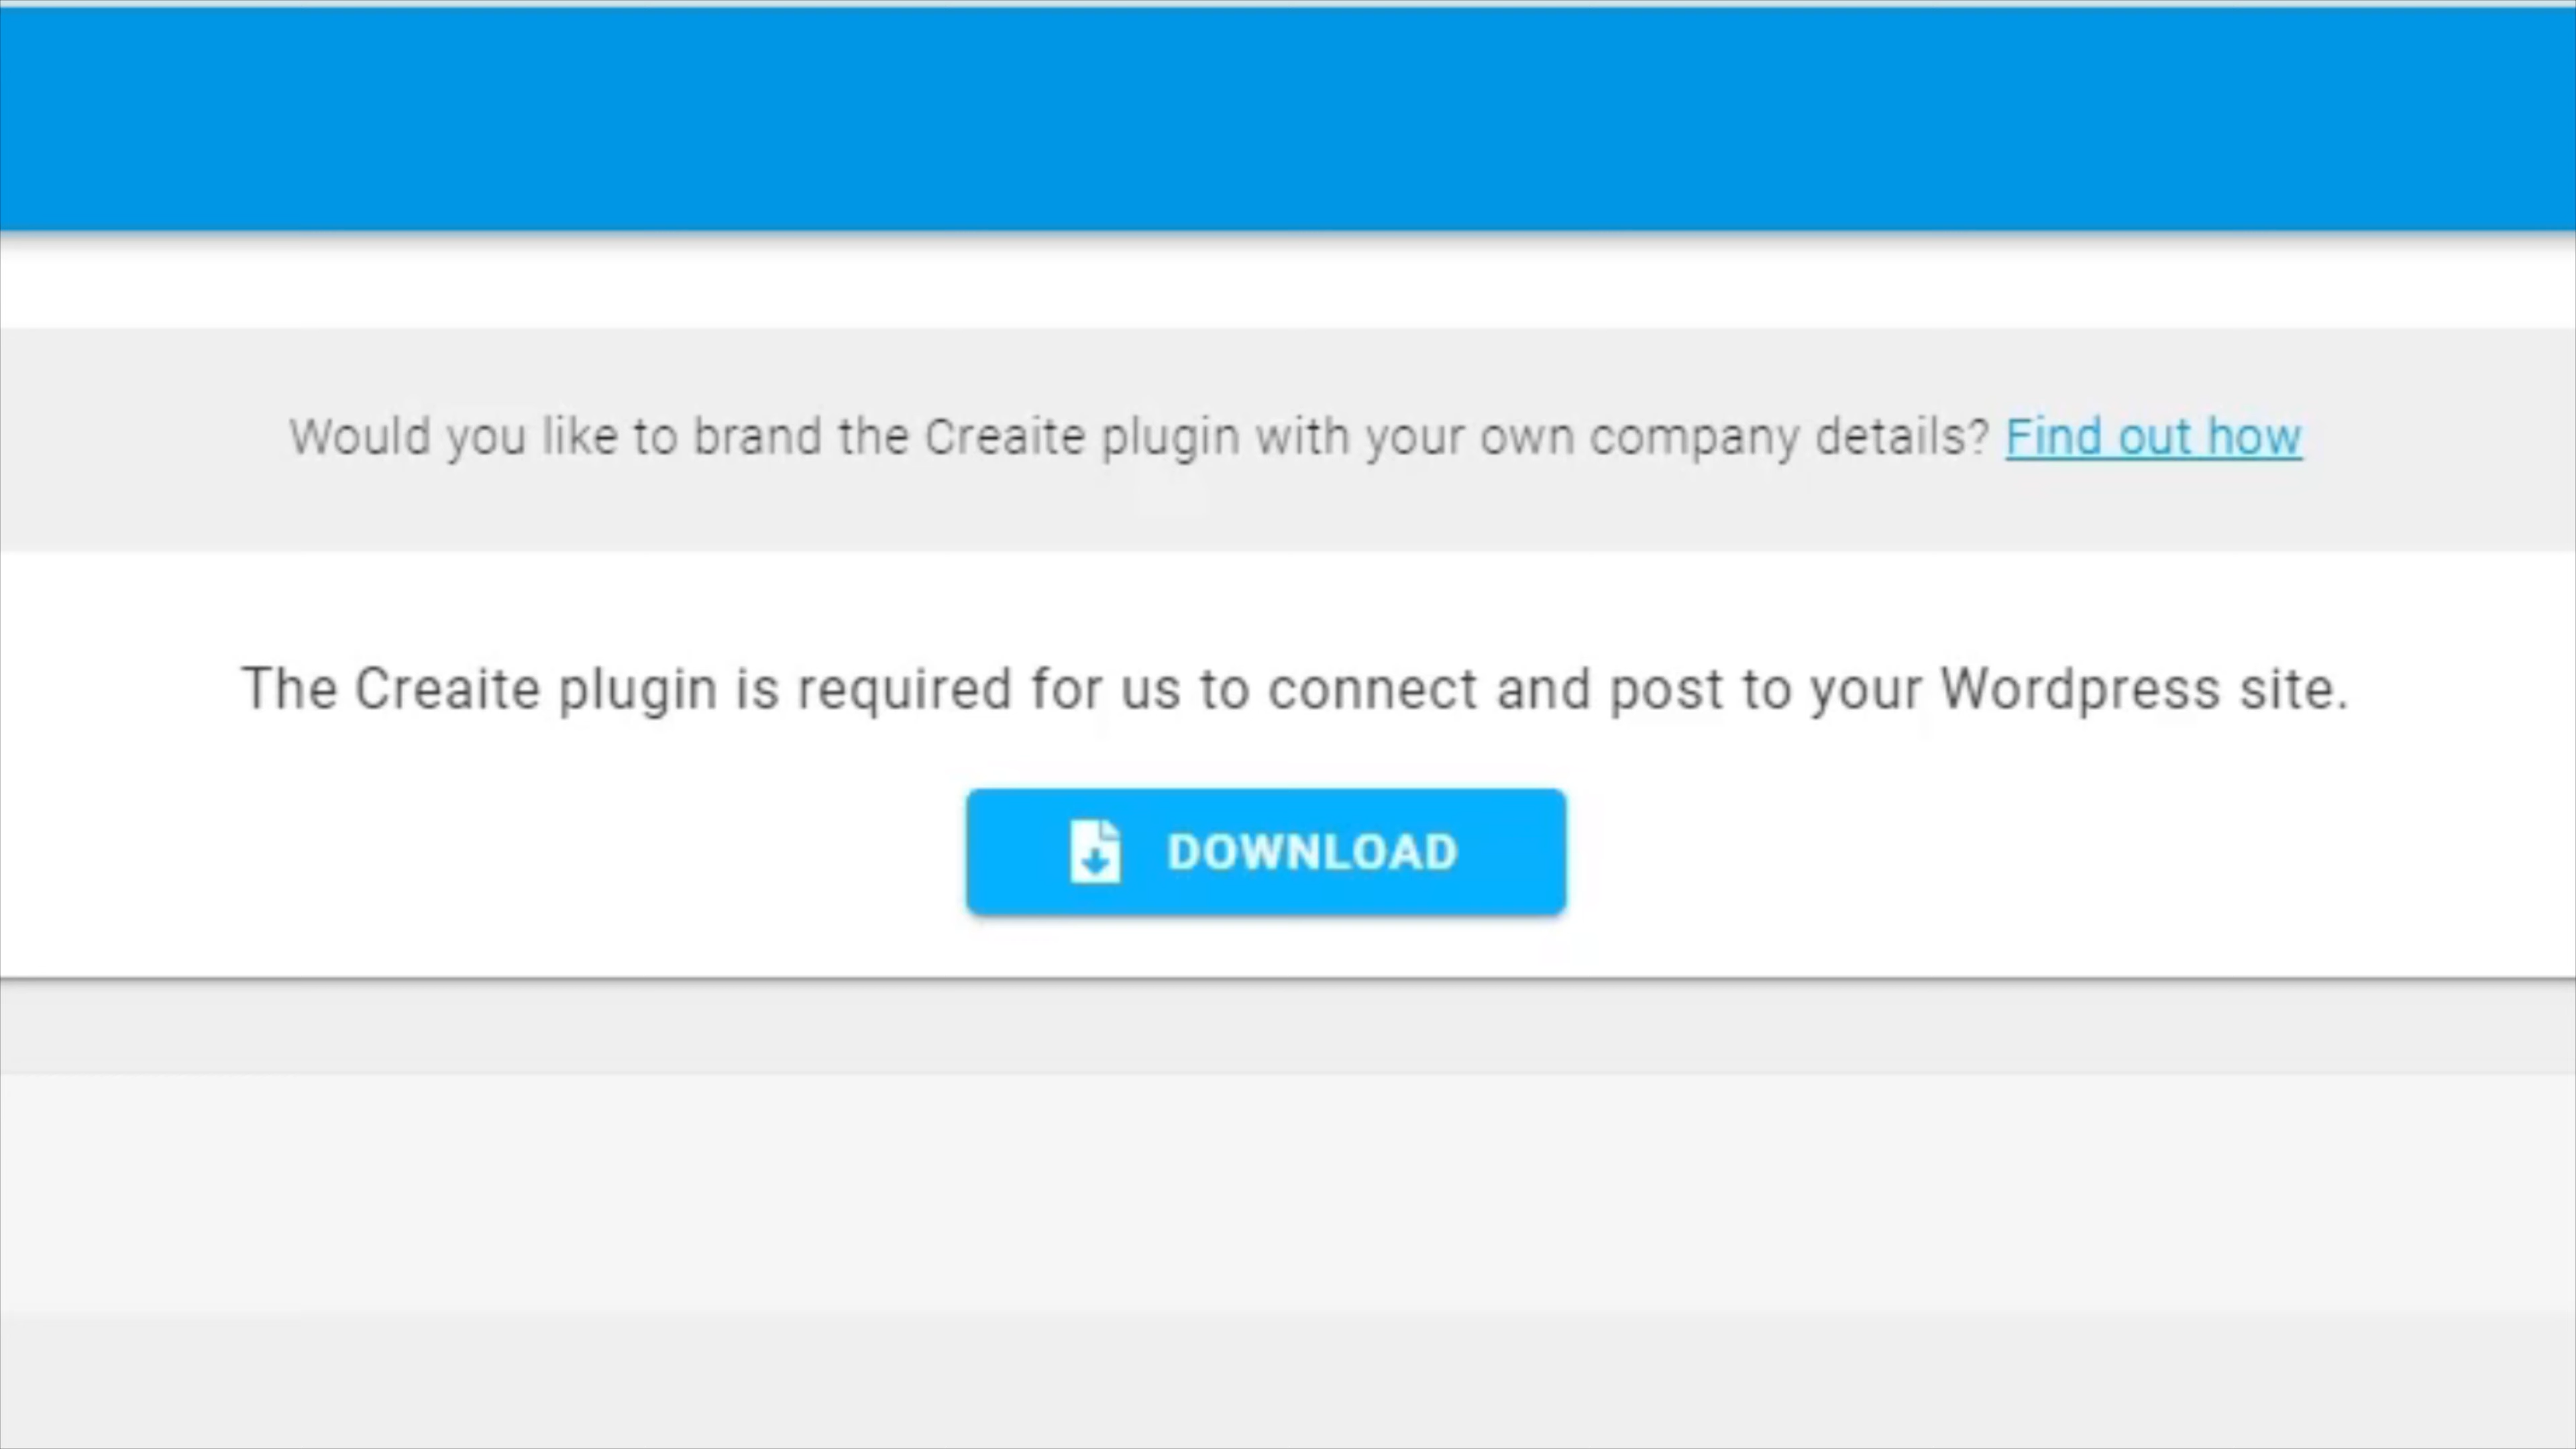 Would you like to brand the Creaite plugin with your own company details? Find out how
The Creaite plugin is required for us to connect and post to your Wordpress site.
DOWNLOAD